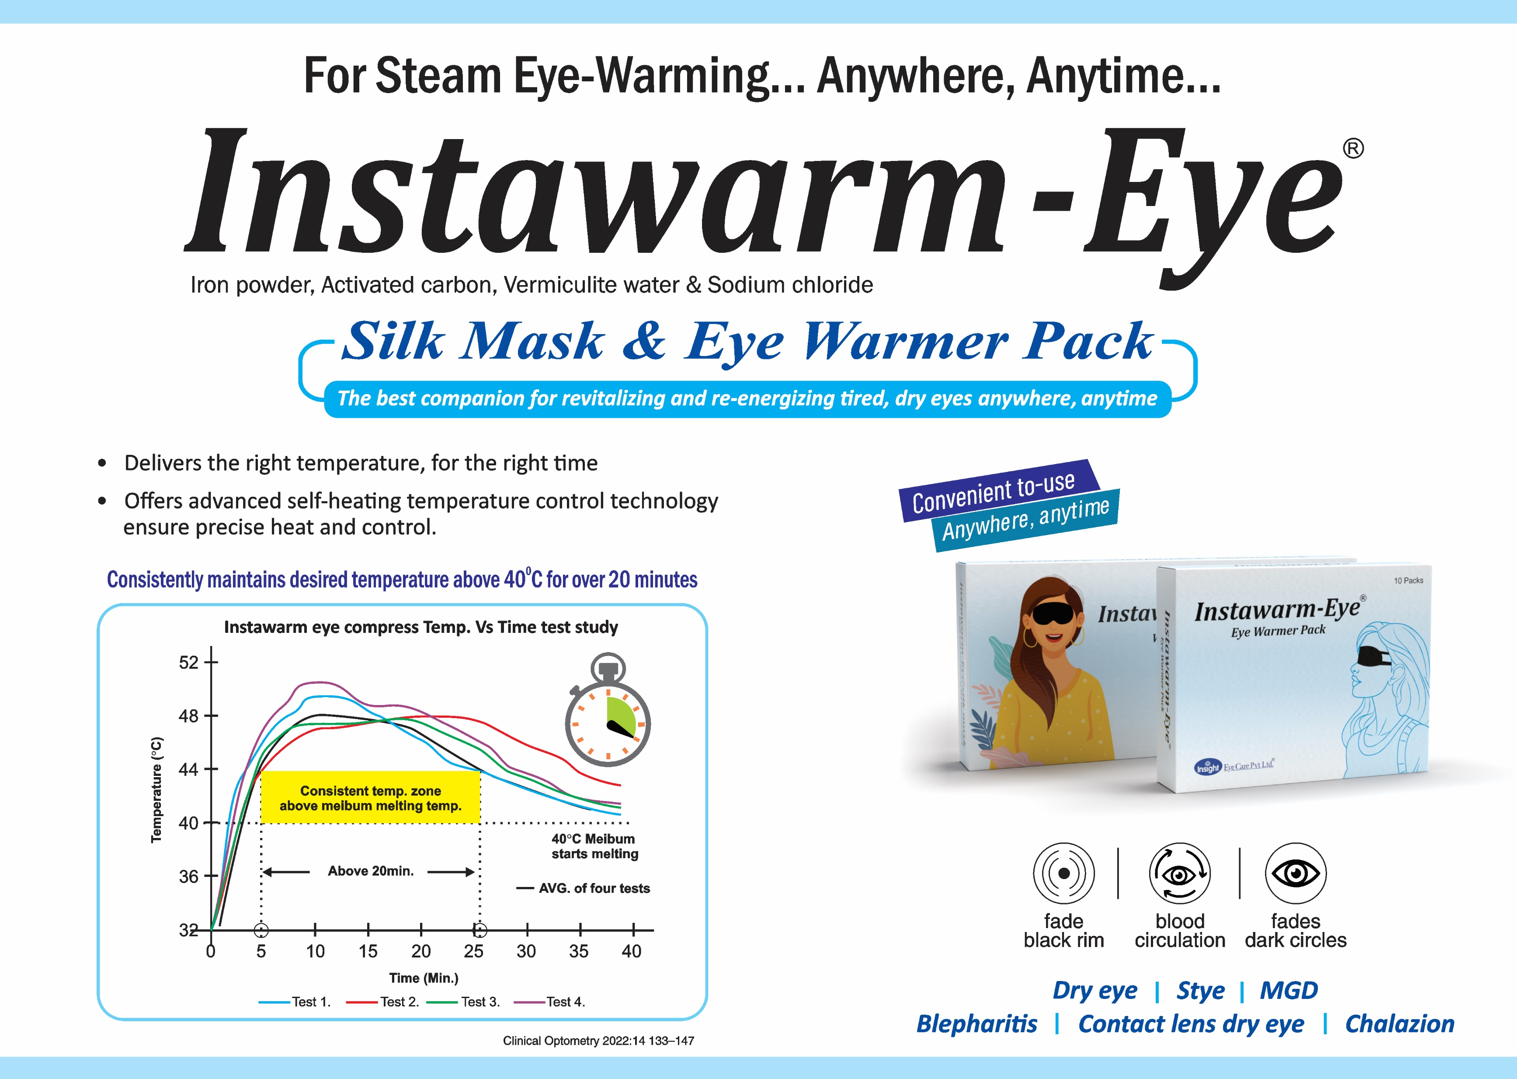 For Steam Eye-Warming... Anywhere, Anytime...
Instawarm-Eye®
Iron powder, Activated carbon, Vermiculite water & Sodium chloride
Silk Mask & Eye Warmer Pack
The best companion for revitalizing and re-energizing tired, dry eyes anywhere, anytime
• Delivers the right temperature, for the right time
• Offers advanced self-heating temperature control technology
ensure precise heat and control.
Consistently maintains desired temperature above 40⁰C for over 20 minutes
Instawarm eye compress Temp. Vs Time test study
52
48
44
40
36
32
Temperature (°C)
Consistent temp. zone
above meibum melting temp.
40°C Meibum
starts melting
Above 20min.
AVG. of four tests
0 5 10 15 20 25 30 35 40
Time (Min.)
Test 1. Test 2. Test 3. Test 4.
Clinical Optometry 2022:14 133–147
Convenient to-use
Anywhere, anytime
10 Packs
Instawarm-Eye®
Eye Warmer Pack
Instawarm-Eye
Insight Eye Care Pvt Ltd.
fade
black rim
blood
circulation
fades
dark circles
Dry eye | Stye | MGD
Blepharitis | Contact lens dry eye | Chalazion